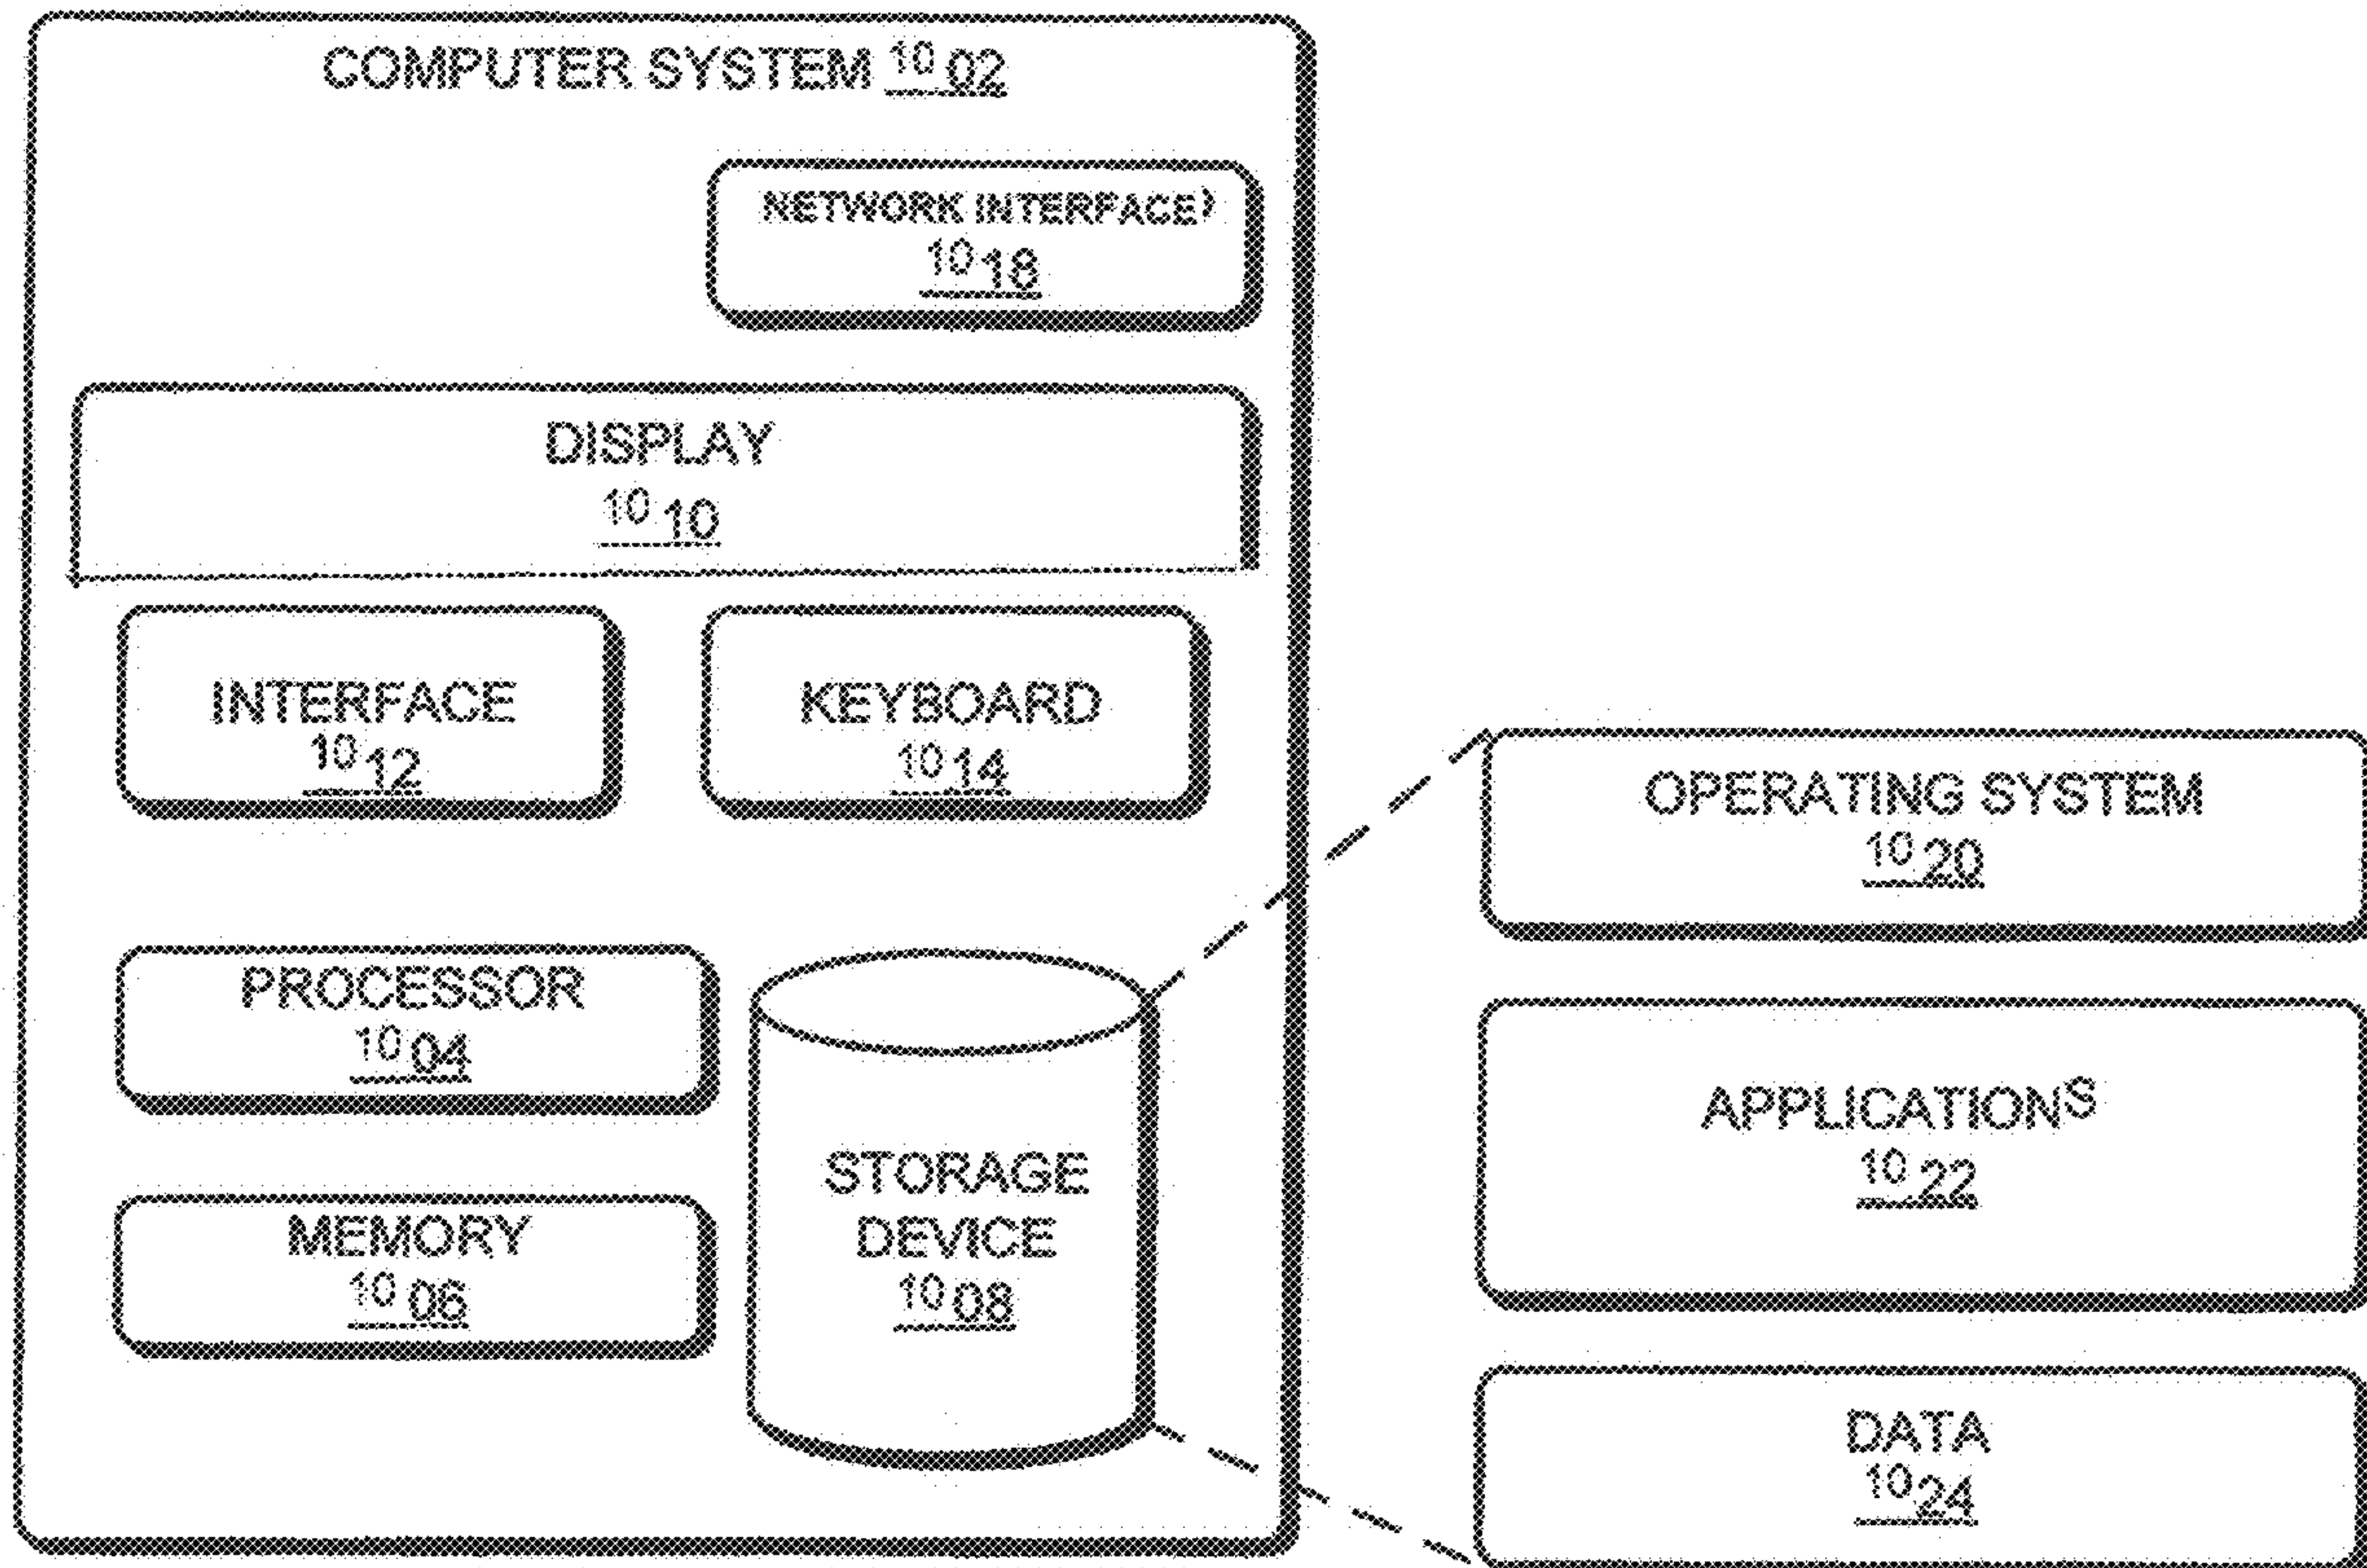 COMPUTER SYSTEM 1002
NETWORK INTERFACE)
1018
DISPLAY
1010
INTERFACE
1012
KEYBOARD
1014
PROCESSOR
1004
MEMORY
1006
STORAGE
DEVICE
1008
OPERATING SYSTEM
1020
APPLICATIONS
1022
DATA
1024